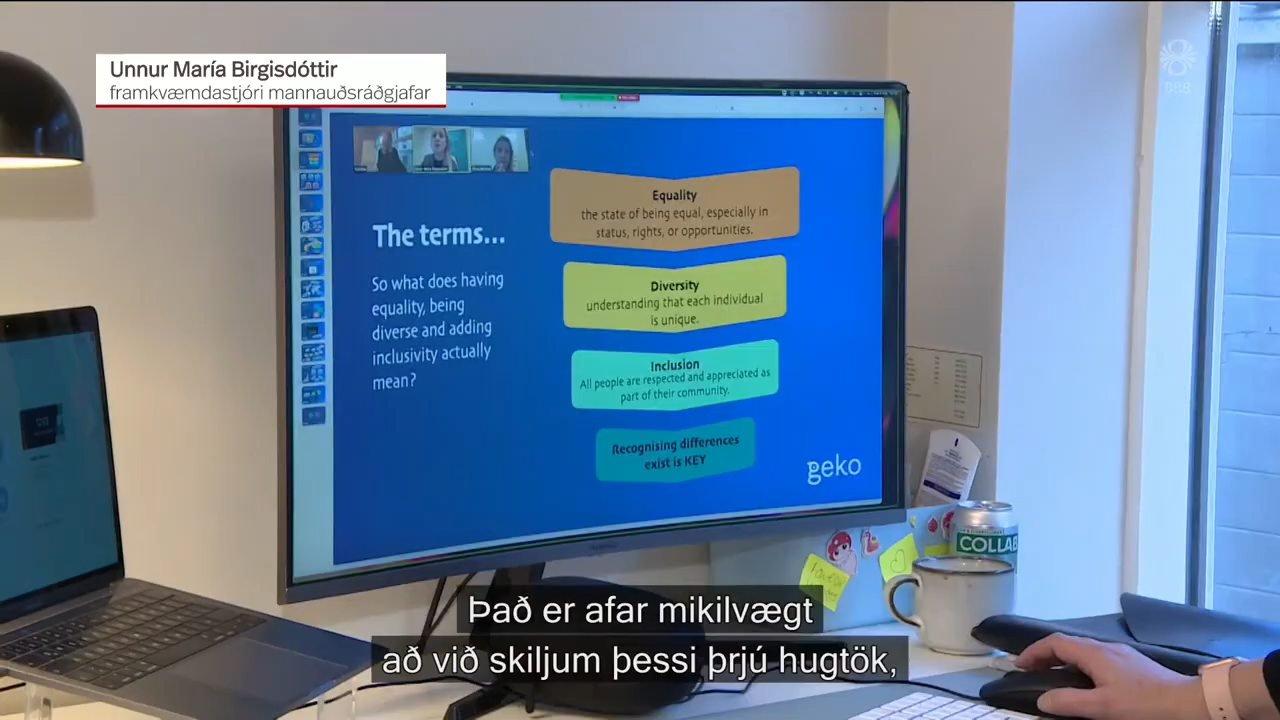 Unnur María Birgisdóttir
framkvæmdastjóri mannauðsráðgjafar
The terms...
So what does having
equality, being
diverse and adding
inclusivity actually
mean?
Equality
the state of being equal, especially in
status, rights, or opportunities.
Diversity
understanding that each individual
is unique.
Inclusion
All people are respected and appreciated as
part of their community.
Recognising differences
exist is KEY
geko
COLLAB
Það er afar mikilvægt
að við skiljum þessi þrjú hugtök,